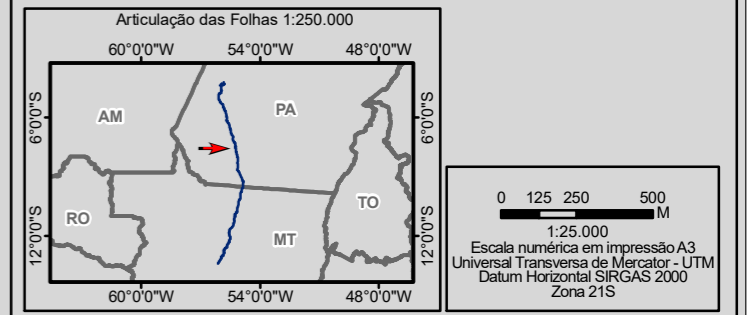 Articulação das Folhas 1:250.000
60°0'0"W 54°0'0"W 48°0'0"W
6°0'0"S 6°0'0"S
AM PA
RO TO
MT
12°0'0"S 12°0'0"S
60°0'0"W 54°0'0"W 48°0'0"W
0 125 250 500
M
1:25.000
Escala numérica em impressão A3
Universal Transversa de Mercator - UTM
Datum Horizontal SIRGAS 2000
Zona 21S